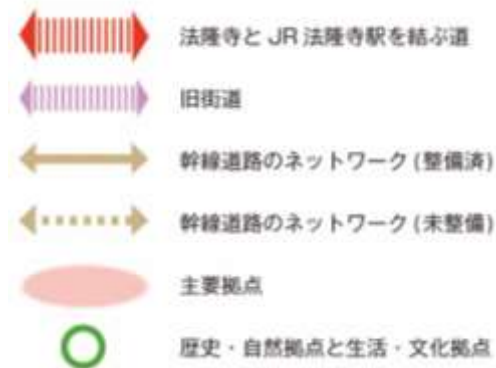 法隆寺と JR 法隆寺駅を結ぶ道
旧街道
幹線道路のネットワーク (整備済)
幹線道路のネットワーク (未整備)
主要拠点
歴史・自然拠点と生活・文化拠点